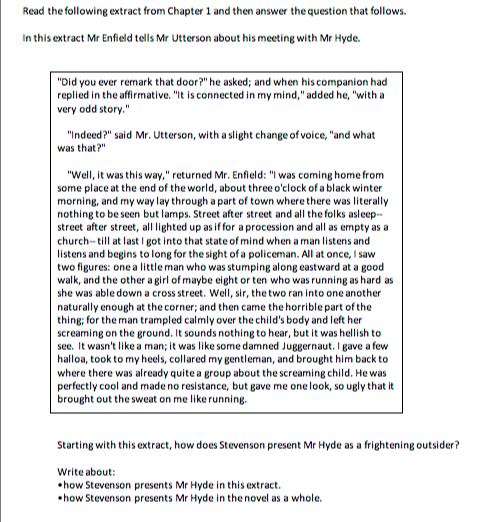 Read the following extract from Chapter 1 and then answer the question that follows.
In this extract Mr Enfield tells Mr Utterson about his meeting with Mr Hyde.
"Did you ever remark that door?" he asked; and when his companion had
replied in the affirmative. "It is connected in my mind," added he, "with a
very odd story."
"Indeed?" said Mr. Utterson, with a slight change of voice, "and what
was that?"
"Well, it was this way," returned Mr. Enfield: "I was coming home from
some place at the end of the world, about three o'clock of a black winter
morning, and my way lay through a part of town where there was literally
nothing to be seen but lamps. Street after street and all the folks asleep--
street after street, all lighted up as if for a procession and all as empty as a
church-- till at last I got into that state of mind when a man listens and
listens and begins to long for the sight of a policeman. All at once, I saw
two figures: one a little man who was stumping along eastward at a good
walk, and the other a girl of maybe eight or ten who was running as hard as
she was able down a cross street. Well, sir, the two ran into one another
naturally enough at the corner; and then came the horrible part of the
thing; for the man trampled calmly over the child's body and left her
screaming on the ground. It sounds nothing to hear, but it was hellish to
see. It wasn't like a man; it was like some damned Juggernaut. I gave a few
halloa, took to my heels, collared my gentleman, and brought him back to
where there was already quite a group about the screaming child. He was
perfectly cool and made no resistance, but gave me one look, so ugly that it
brought out the sweat on me like running.
Starting with this extract, how does Stevenson present Mr Hyde as a frightening outsider?
Write about:
•how Stevenson presents Mr Hyde in this extract.
•how Stevenson presents Mr Hyde in the novel as a whole.